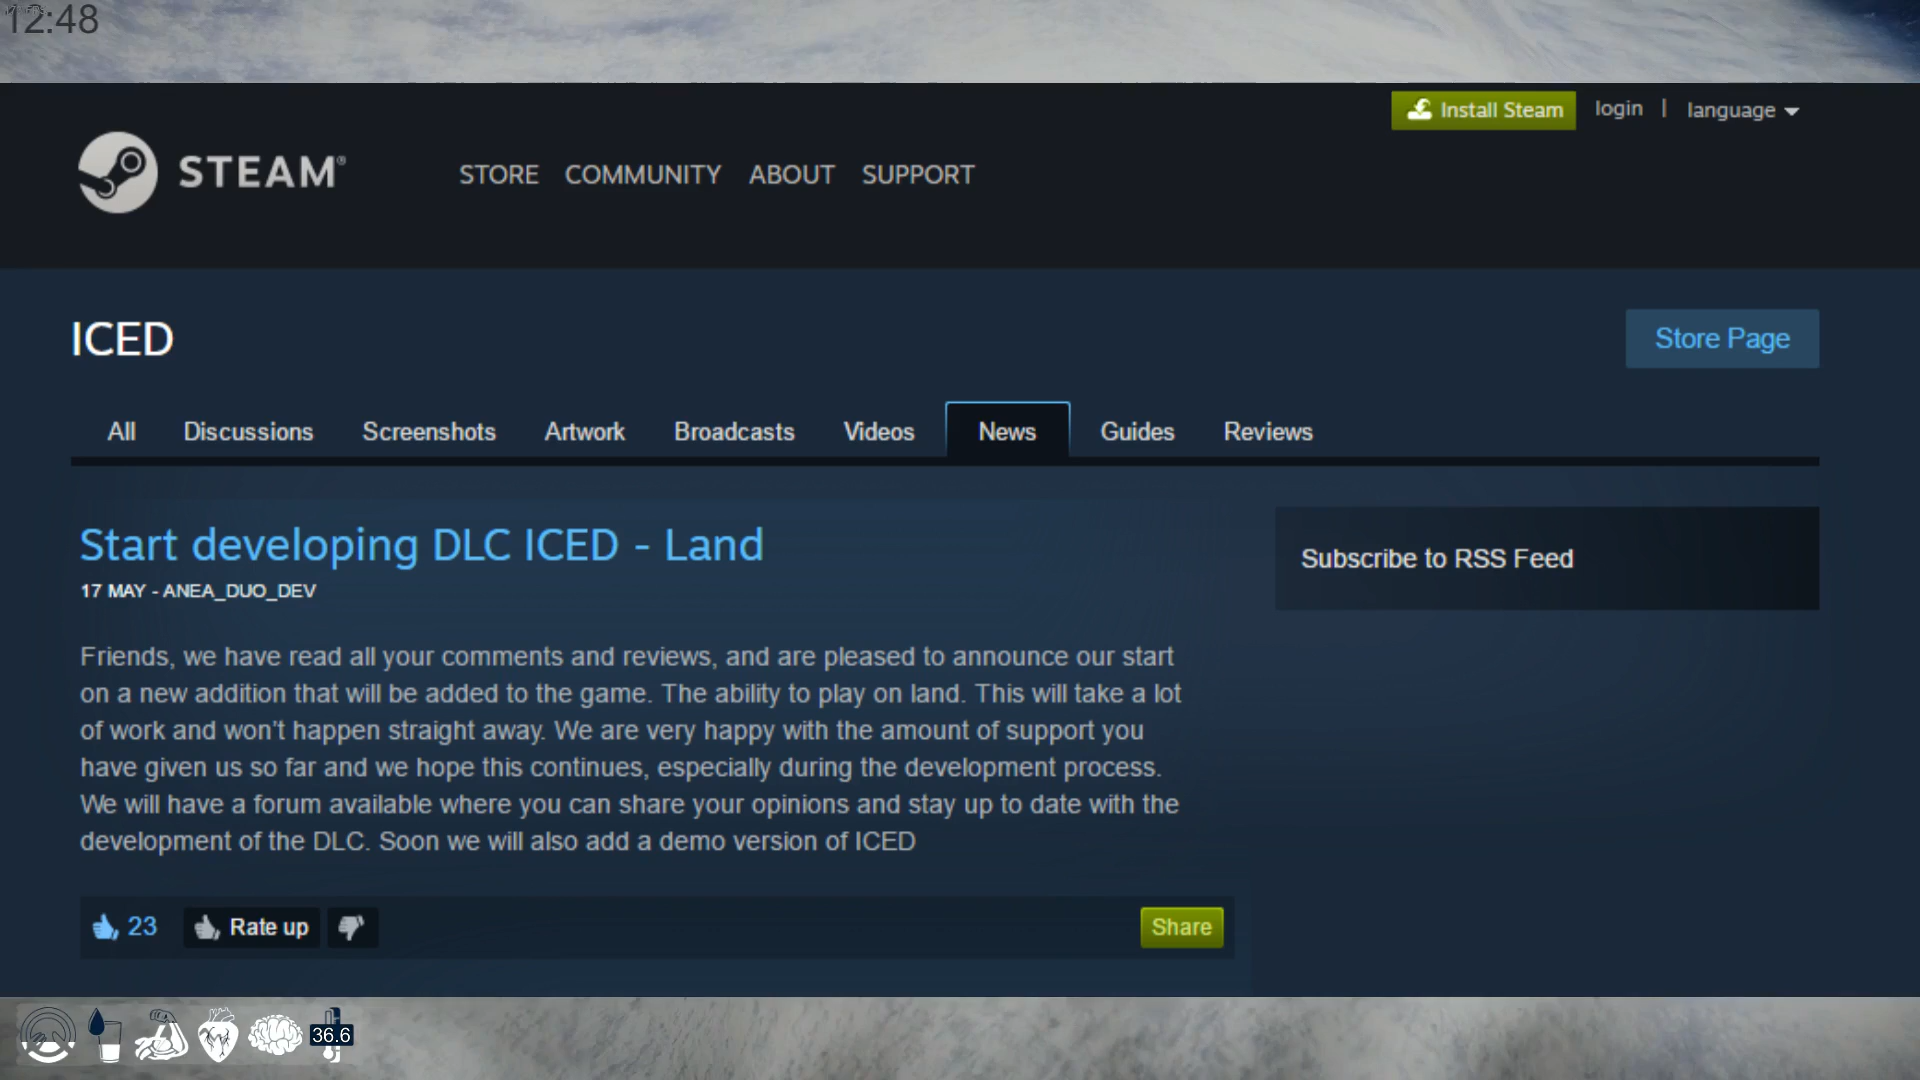 12:48
Install Steam login | language
STEAM®
STORE COMMUNITY ABOUT SUPPORT
ICED
Store Page
All Discussions Screenshots Artwork Broadcasts Videos News Guides Reviews
Start developing DLC ICED - Land
17 MAY - ANEA_DUO_DEV
Subscribe to RSS Feed
Friends, we have read all your comments and reviews, and are pleased to announce our start
on a new addition that will be added to the game. The ability to play on land. This will take a lot
of work and won't happen straight away. We are very happy with the amount of support you
have given us so far and we hope this continues, especially during the development process.
We will have a forum available where you can share your opinions and stay up to date with the
development of the DLC. Soon we will also add a demo version of ICED
23 Rate up
Share
36.6